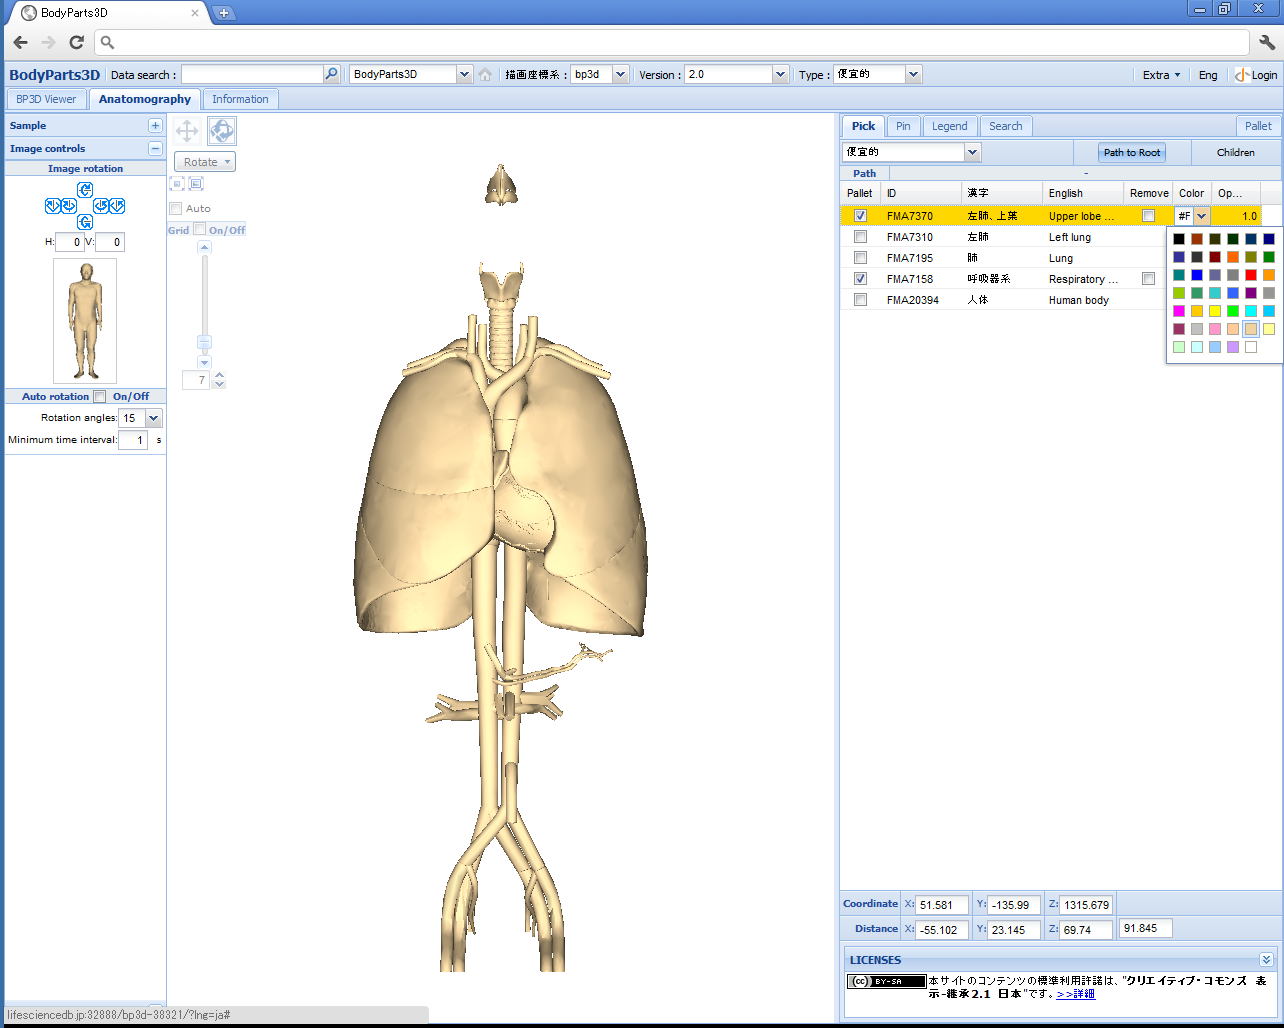 BodyParts3D
BodyParts3D Data search : BodyParts3D 描画座標系 : bp3d Version : 2.0 Type : 便宜的 Extra Eng Login
BP3D Viewer Anatomography Information
Sample
Image controls
Image rotation
H: 0 V: 0
Auto rotation On/Off
Rotation angles: 15
Minimum time interval: 1 s
Rotate
Auto
Grid On/Off
7
Pick Pin Legend Search Pallet
便宜的 Path to Root Children
Path -
Pallet ID 漢字 English Remove Color Op...
FMA7370 左肺、上葉 Upper lobe ... #F 1.0
FMA7310 左肺 Left lung
FMA7195 肺 Lung
FMA7158 呼吸器系 Respiratory ...
FMA20394 人体 Human body
Coordinate X: 51.581 Y: -135.99 Z: 1315.679
Distance X: -55.102 Y: 23.145 Z: 69.74 91.845
LICENSES
(cc) BY-SA 本サイトのコンテンツの標準利用許諾は、"クリエイティブ・コモンズ 表
示-継承2.1 日本"です。>>詳細
lifesciencedb.jp:32888/bp3d-38321/?lng=ja#